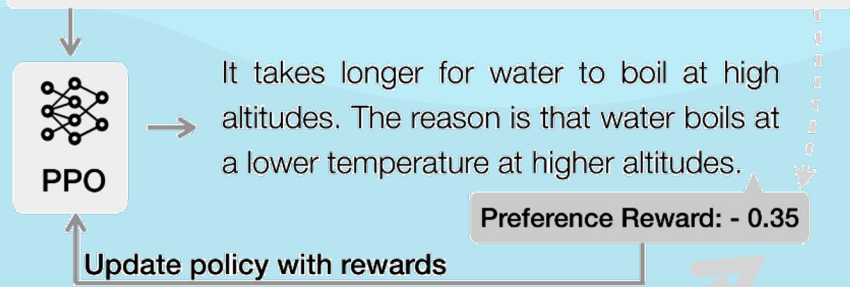 It takes longer for water to boil at high
altitudes. The reason is that water boils at
a lower temperature at higher altitudes.
PPO
Preference Reward: - 0.35
Update policy with rewards